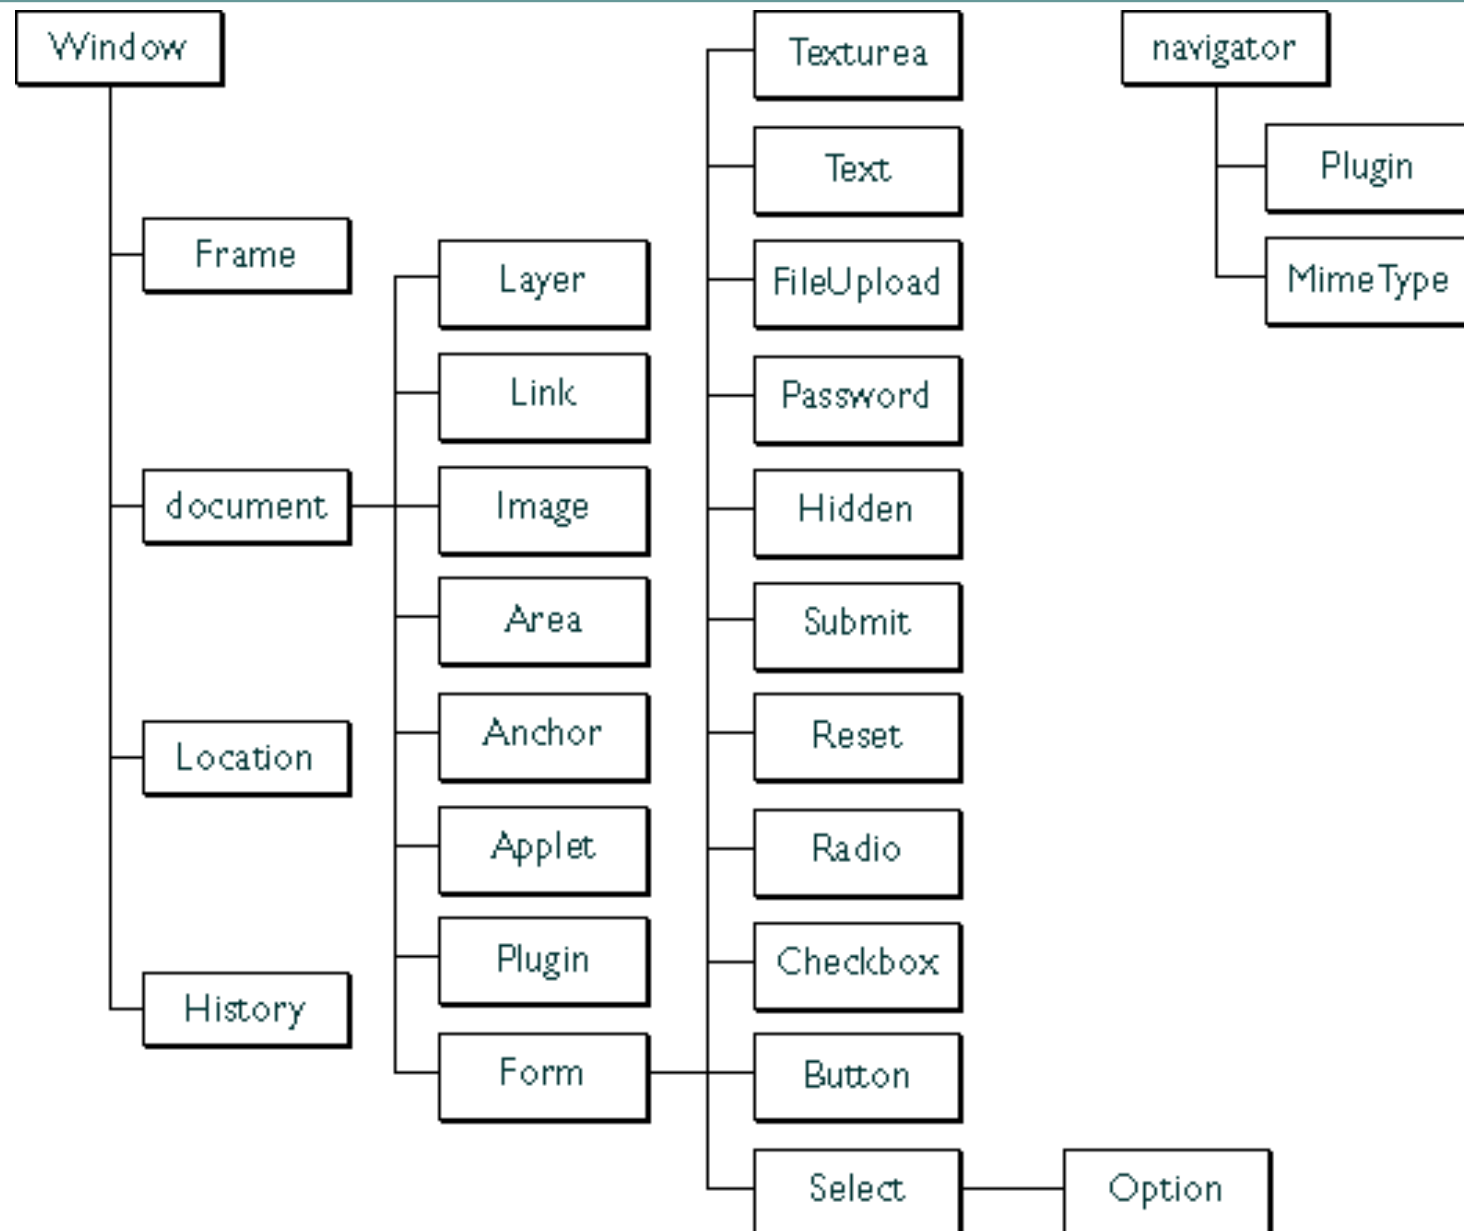 Window
Frame
document
Location
History
Layer
Link
Image
Area
Anchor
Applet
Plugin
Form
Texturea
Text
FileUpload
Password
Hidden
Submit
Reset
Radio
Checkbox
Button
Select
Option
navigator
Plugin
MimeType